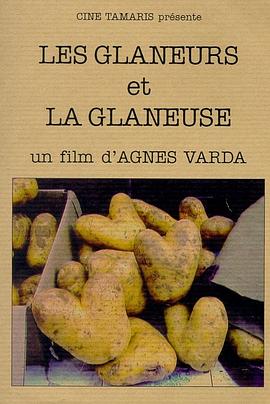 CINE TAMARIS présente
LES GLANEURS
et
LA GLANEUSE
un film d'AGNES VARDA